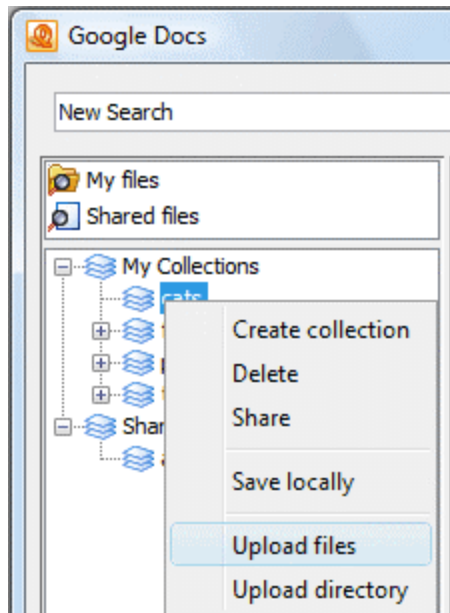 Google Docs
New Search
My files
Shared files
My Collections
cats
Create collection
Delete
Share
Shar
Save locally
Upload files
Upload directory